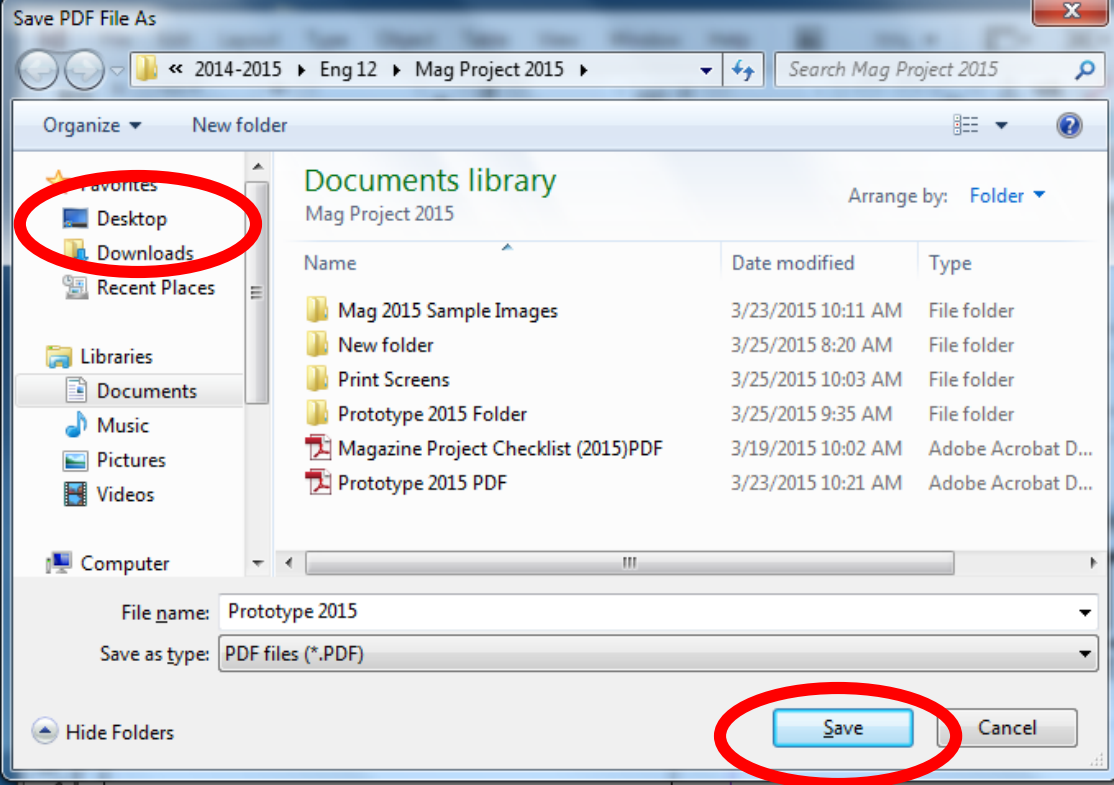 Save PDF File As
« 2014-2015 Eng 12 Mag Project 2015 Search Mag Project 2015
Organize New folder
Favorites
Desktop
Downloads
Recent Places
Libraries
Documents
Music
Pictures
Videos
Computer
Documents library
Mag Project 2015
Arrange by: Folder
Name Date modified Type
Mag 2015 Sample Images 3/23/2015 10:11 AM File folder
New folder 3/25/2015 8:20 AM File folder
Print Screens 3/25/2015 10:03 AM File folder
Prototype 2015 Folder 3/25/2015 9:35 AM File folder
Magazine Project Checklist (2015)PDF 3/19/2015 10:02 AM Adobe Acrobat D...
Prototype 2015 PDF 3/23/2015 10:21 AM Adobe Acrobat D...
File name: Prototype 2015
Save as type: PDF files (*.PDF)
Hide Folders Save Cancel